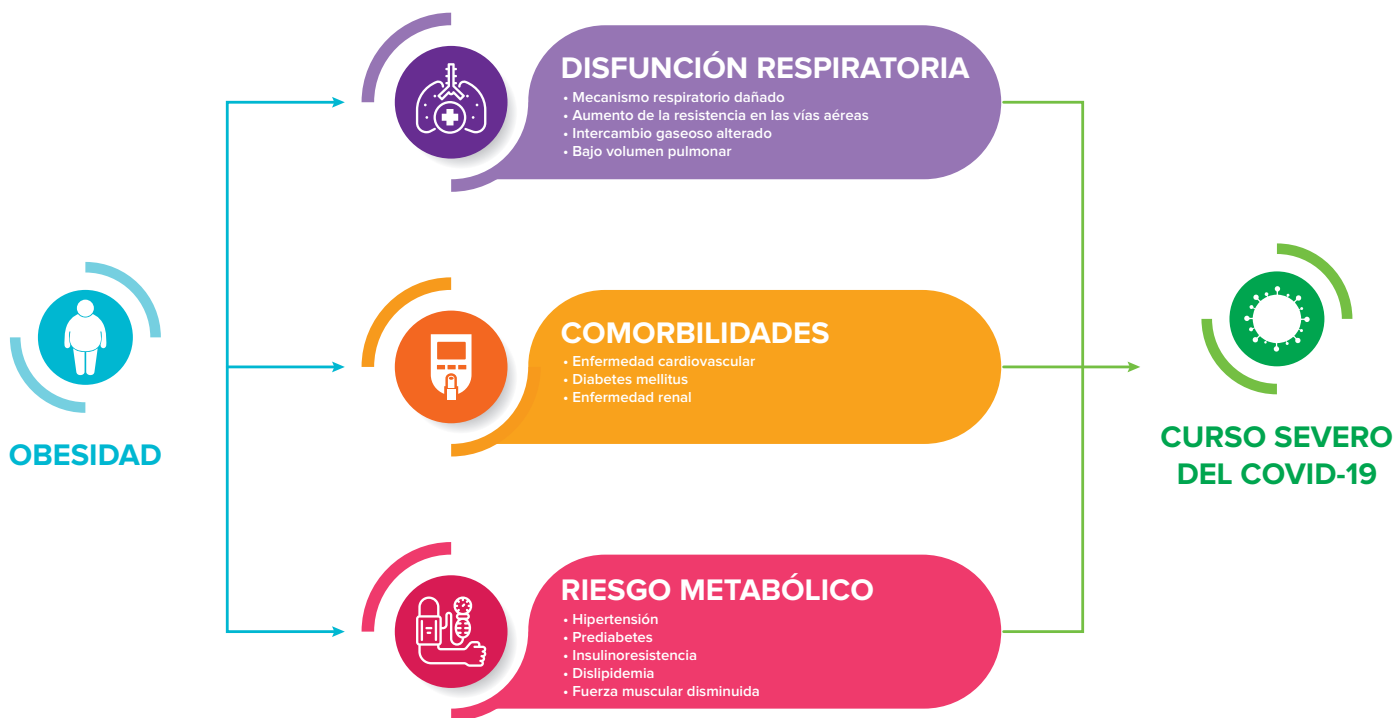 OBESIDAD
DISFUNCIÓN RESPIRATORIA
• Mecanismo respiratorio dañado
• Aumento de la resistencia en las vías aéreas
• Intercambio gaseoso alterado
• Bajo volumen pulmonar
COMORBILIDADES
• Enfermedad cardiovascular
• Diabetes mellitus
• Enfermedad renal
RIESGO METABÓLICO
• Hipertensión
• Prediabetes
• Insulinoresistencia
• Dislipidemia
• Fuerza muscular disminuida
CURSO SEVERO
DEL COVID-19